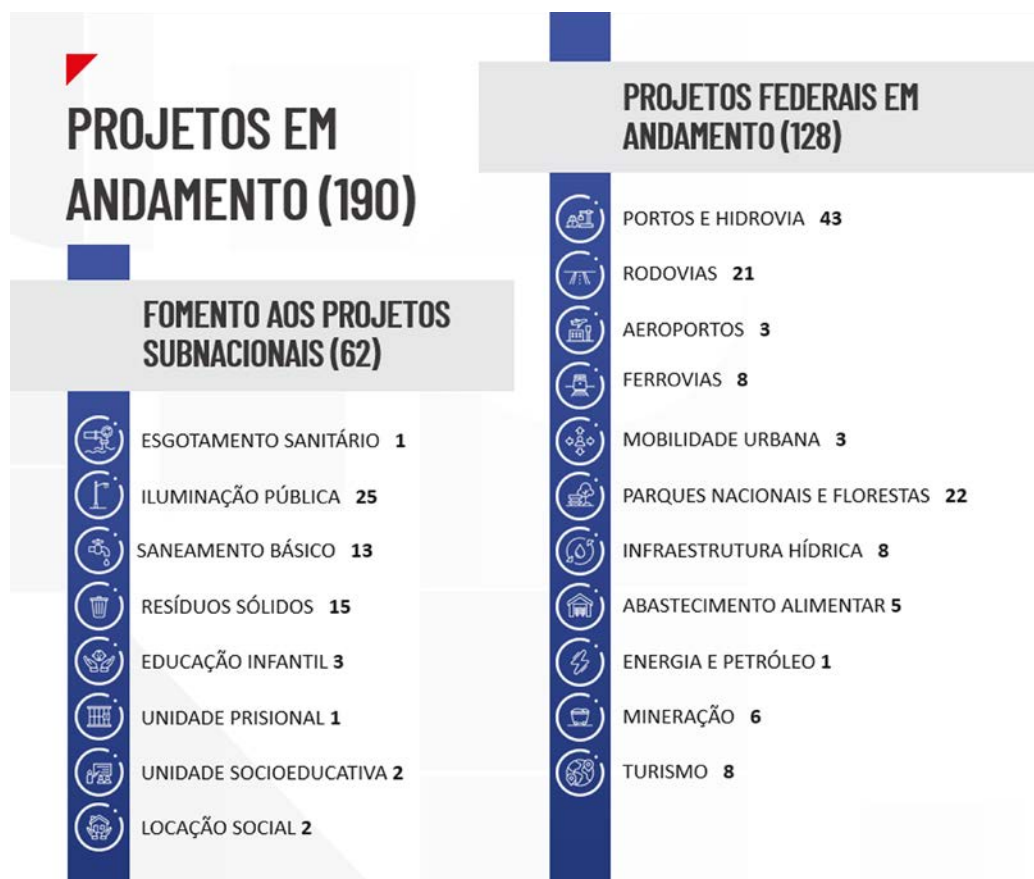 PROJETOS EM
ANDAMENTO (190)
FOMENTO AOS PROJETOS
SUBNACIONAIS (62)
ESGOTAMENTO SANITÁRIO 1
ILUMINAÇÃO PÚBLICA 25
SANEAMENTO BÁSICO 13
RESÍDUOS SÓLIDOS 15
EDUCAÇÃO INFANTIL 3
UNIDADE PRISIONAL 1
UNIDADE SOCIOEDUCATIVA 2
LOCAÇÃO SOCIAL 2
PROJETOS FEDERAIS EM
ANDAMENTO (128)
PORTOS E HIDROVIA 43
RODOVIAS 21
AEROPORTOS 3
FERROVIAS 8
MOBILIDADE URBANA 3
PARQUES NACIONAIS E FLORESTAS 22
INFRAESTRUTURA HÍDRICA 8
ABASTECIMENTO ALIMENTAR 5
ENERGIA E PETRÓLEO 1
MINERAÇÃO 6
TURISMO 8